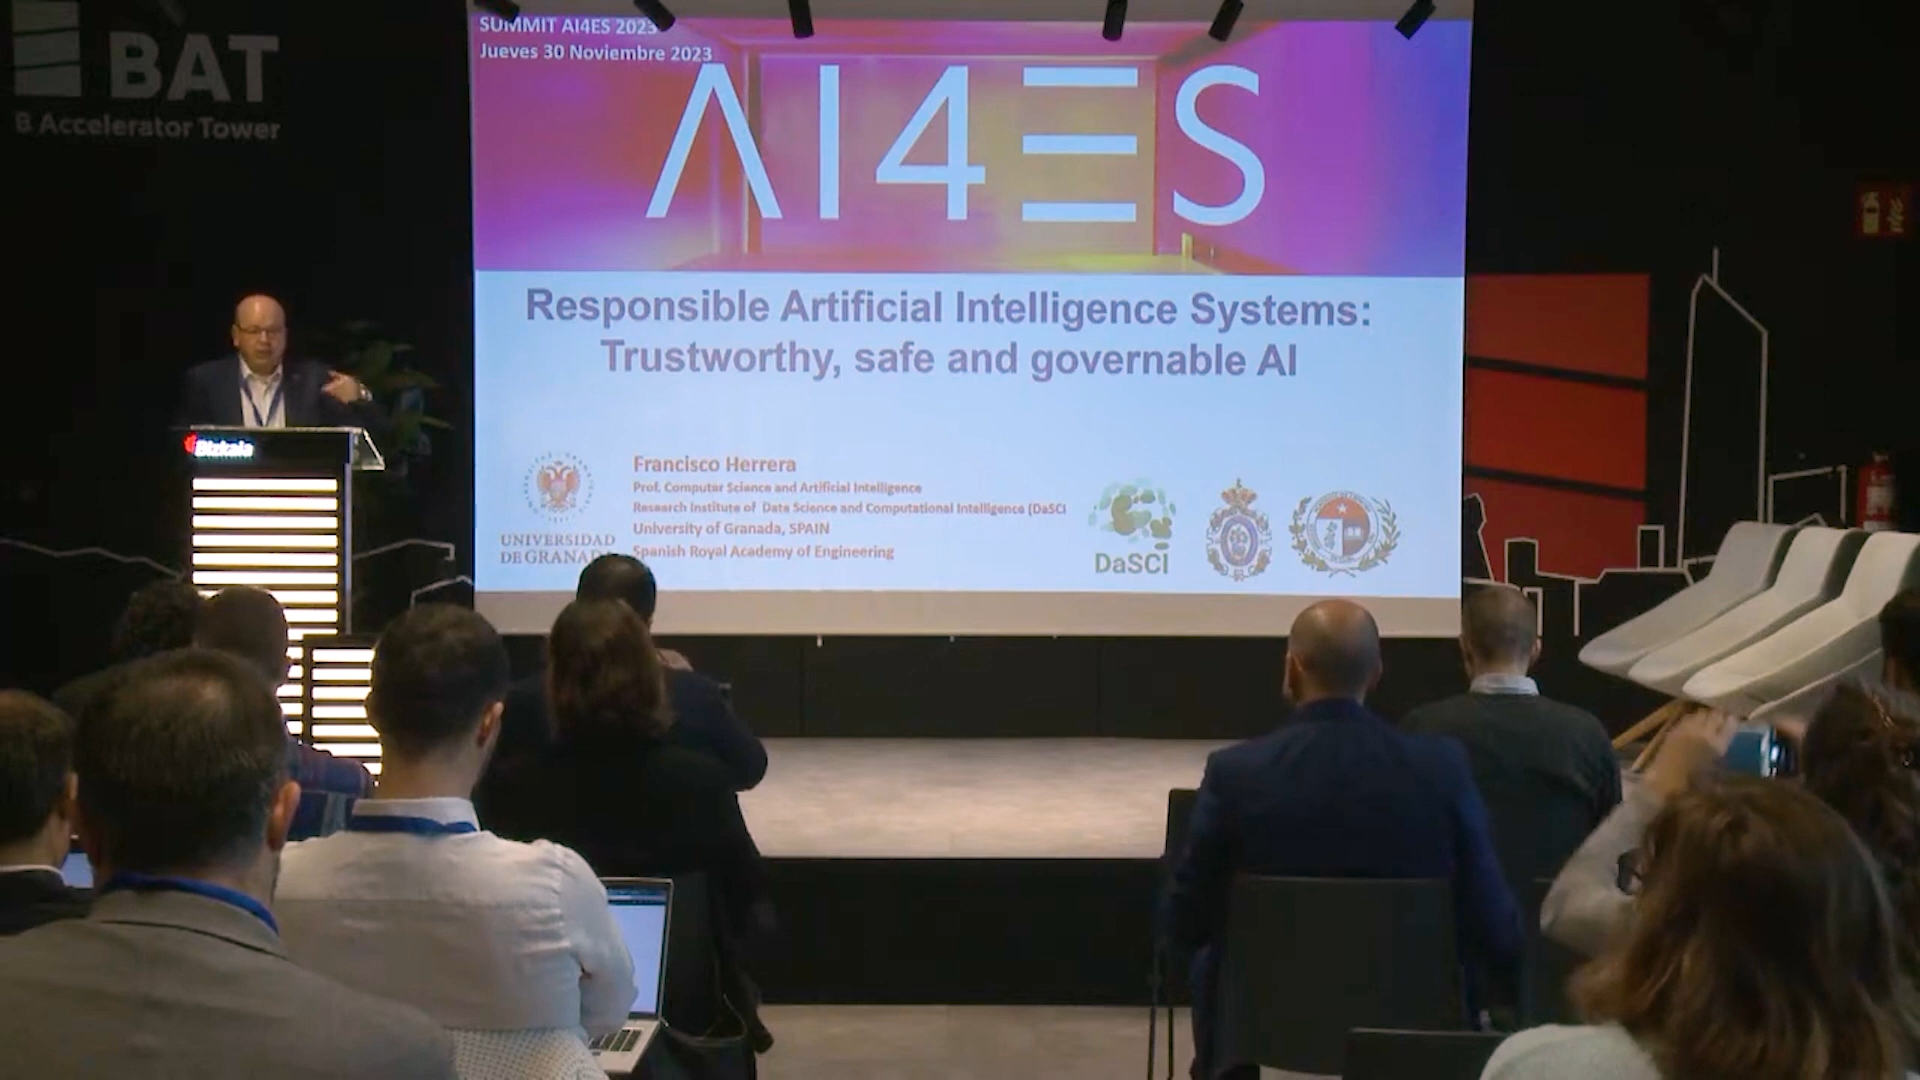 BAT
B Accelerator Tower
SUMMIT AI4ES 2023
Jueves 30 Noviembre 2023
AI4ES
Responsible Artificial Intelligence Systems:
Trustworthy, safe and governable AI
Francisco Herrera
Prof. Computer Science and Artificial Intelligence
Research Institute of Data Science and Computational Intelligence (DaSCI
University of Granada, SPAIN
Spanish Royal Academy of Engineering
UNIVERSIDAD
DE GRANADA
DaSCI
Bizkaia